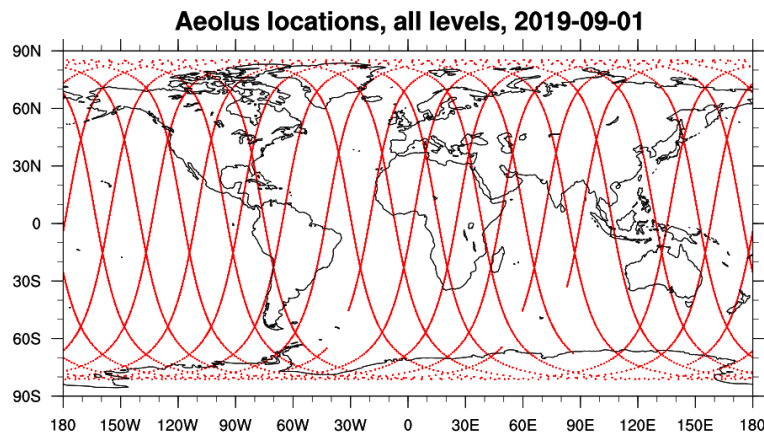 Aeolus locations, all levels, 2019-09-01
90N
60N
30N
0
30S
60S
90S
180 150W 120W 90W 60W 30W 0 30E 60E 90E 120E 150E 180